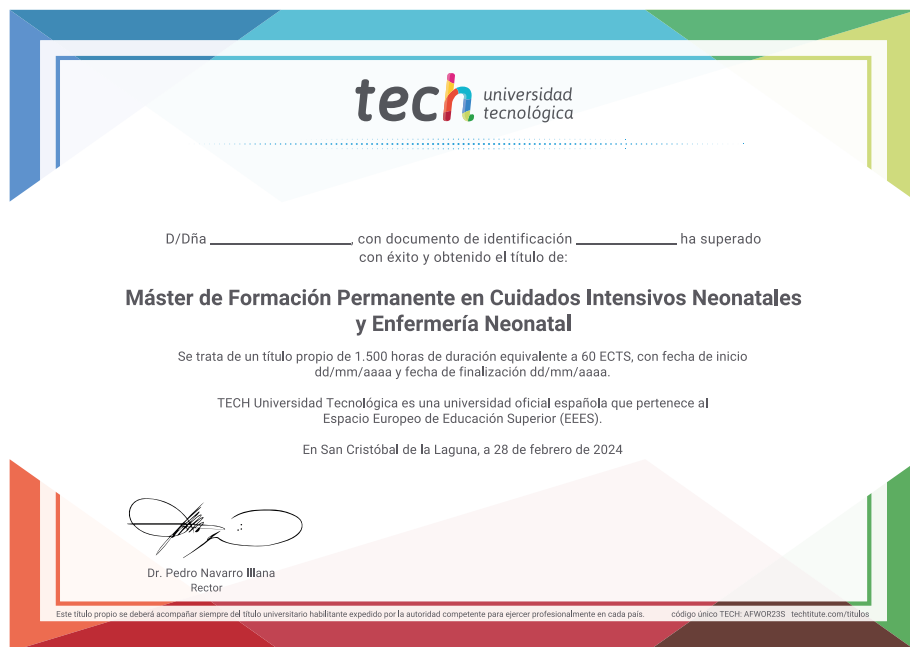 tech universidad
tecnológica
D/Dña ____________________, con documento de identificación ______________ ha superado
con éxito y obtenido el título de:
Máster de Formación Permanente en Cuidados Intensivos Neonatales
y Enfermería Neonatal
Se trata de un título propio de 1.500 horas de duración equivalente a 60 ECTS, con fecha de inicio
dd/mm/aaaa y fecha de finalización dd/mm/aaaa.
TECH Universidad Tecnológica es una universidad oficial española que pertenece al
Espacio Europeo de Educación Superior (EEES).
En San Cristóbal de la Laguna, a 28 de febrero de 2024
Dr. Pedro Navarro Illana
Rector
Este título propio se deberá acompañar siempre del título universitario habilitante expedido por la autoridad competente para ejercer profesionalmente en cada país. código único TECH: AFWOR23S techtitute.com/titulos